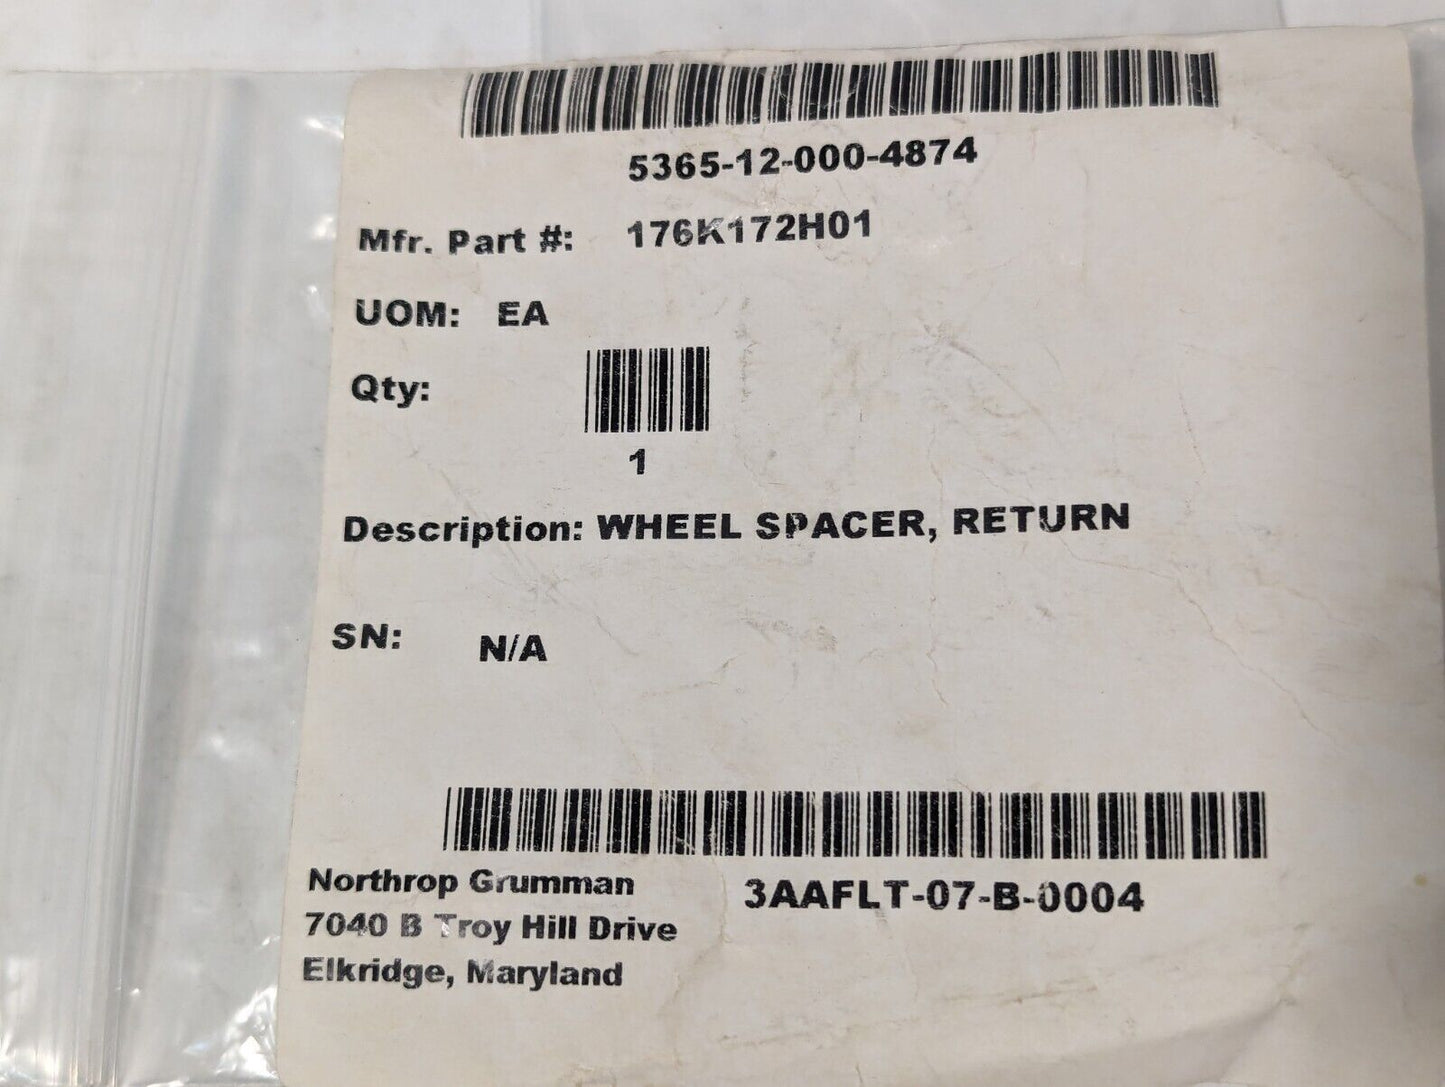 5365-12-000-4874
Mfr. Part #: 176K172H01
UOM: EA
Qty:
1
Description: WHEEL SPACER, RETURN
SN: N/A
Northrop Grumman
7040 B Troy Hill Drive
Elkridge, Maryland
3AAFLT-07-B-0004